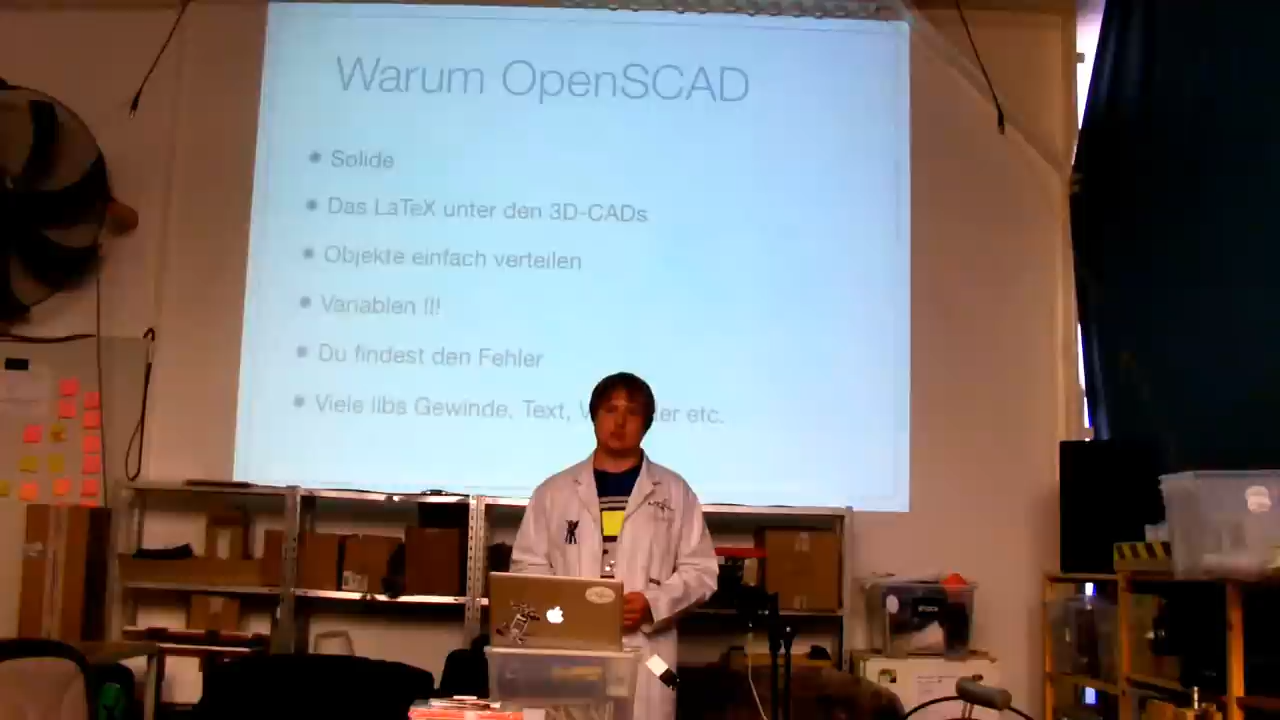 Warum OpenSCAD
Solide
Das LaTeX unter den 3D-CADs
Objekte einfach verteilen
Variablen !!!
Du findest den Fehler
Viele libs Gewinde, Text, etc.